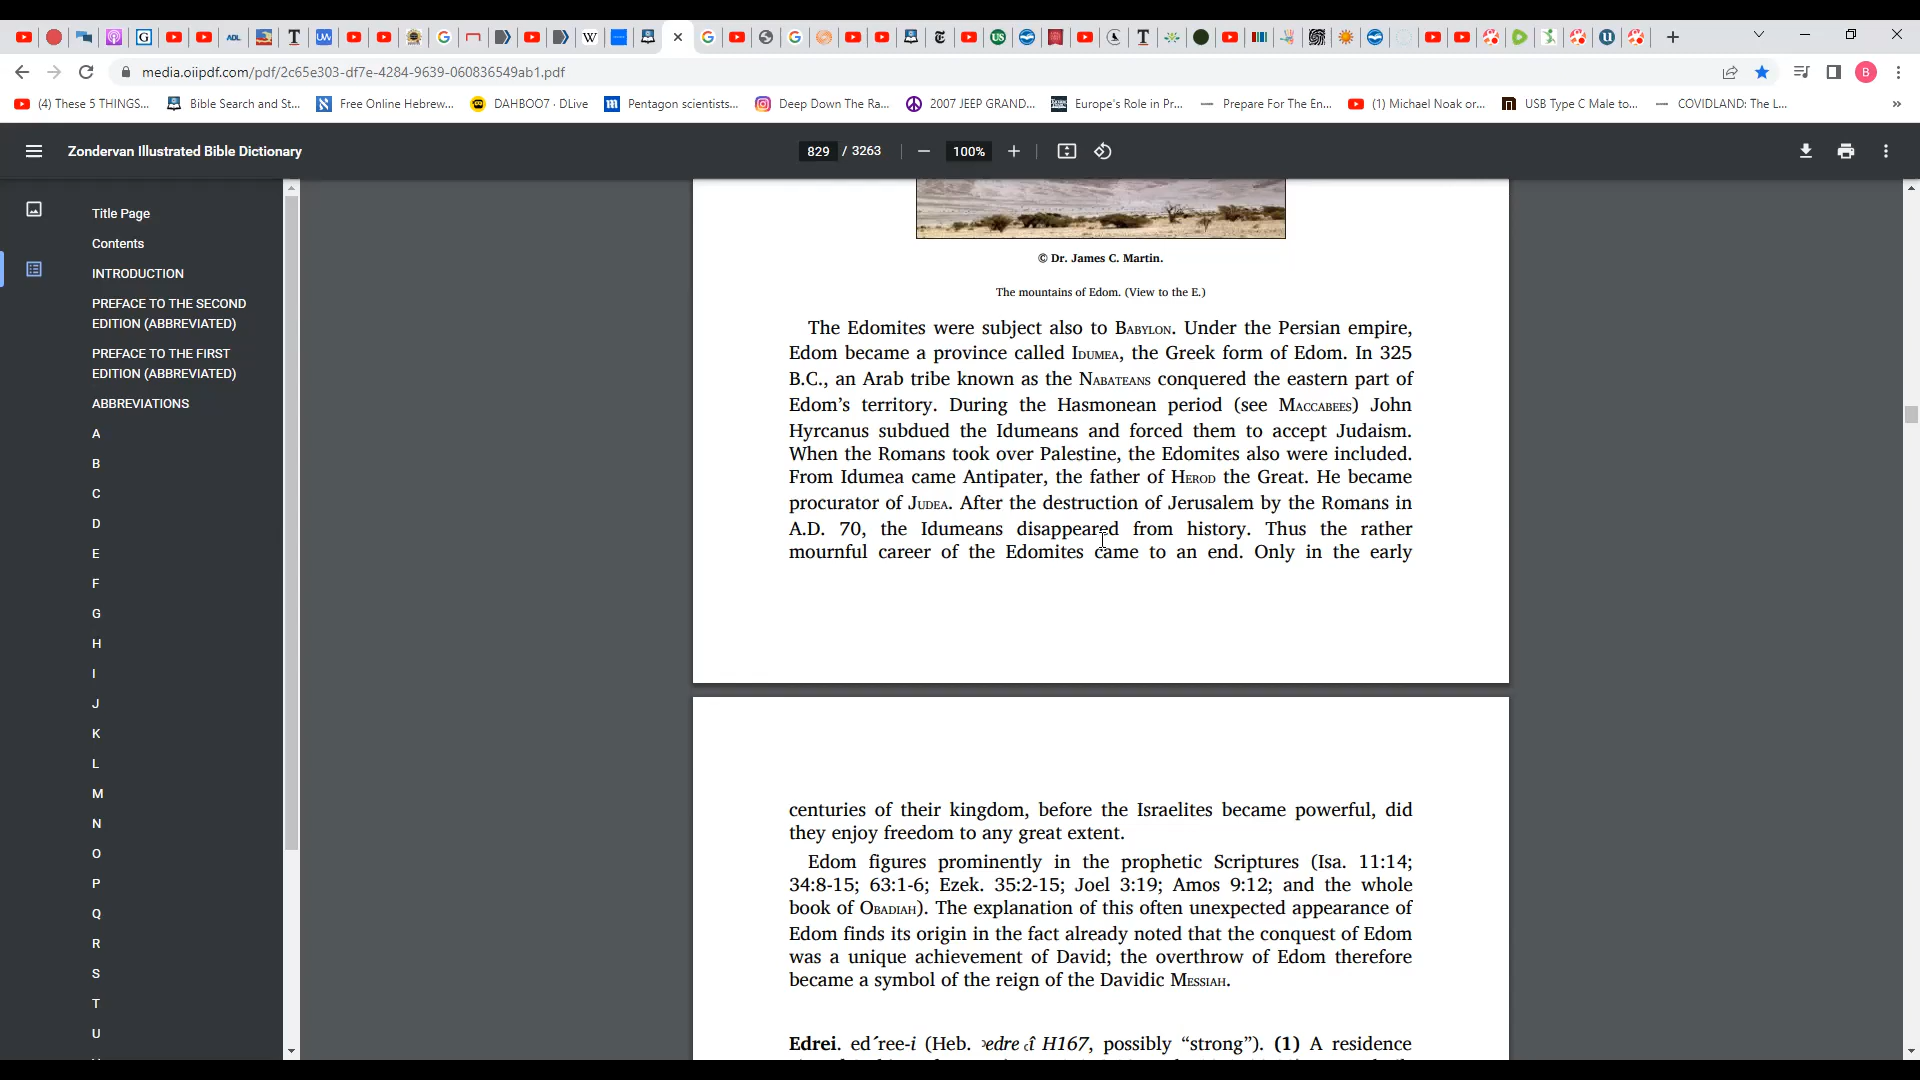 media.oiipdf.com/pdf/2c65e303-df7e-4284-9639-060836549ab1.pdf
B
(4) These 5 THINGS...
Bible Search and St...
Free Online Hebrew...
DAHBOO7 · DLive
Pentagon scientists...
Deep Down The Ra...
2007 JEEP GRAND...
Europe's Role in Pr...
Prepare For The En...
(1) Michael Noak or...
USB Type C Male to...
COVIDLAND: The L...
Zondervan Illustrated Bible Dictionary
829 / 3263
100%
Title Page
Contents
INTRODUCTION
PREFACE TO THE SECOND
EDITION (ABBREVIATED)
PREFACE TO THE FIRST
EDITION (ABBREVIATED)
ABBREVIATIONS
A
B
C
D
E
F
G
H
I
J
K
L
M
N
O
P
Q
R
S
T
U
© Dr. James C. Martin.
The mountains of Edom. (View to the E.)
The Edomites were subject also to BABYLON. Under the Persian empire,
Edom became a province called IDUMEA, the Greek form of Edom. In 325
B.C., an Arab tribe known as the NABATEANS conquered the eastern part of
Edom’s territory. During the Hasmonean period (see MACCABEES) John
Hyrcanus subdued the Idumeans and forced them to accept Judaism.
When the Romans took over Palestine, the Edomites also were included.
From Idumea came Antipater, the father of HEROD the Great. He became
procurator of JUDEA. After the destruction of Jerusalem by the Romans in
A.D. 70, the Idumeans disappeared from history. Thus the rather
mournful career of the Edomites came to an end. Only in the early
centuries of their kingdom, before the Israelites became powerful, did
they enjoy freedom to any great extent.
Edom figures prominently in the prophetic Scriptures (Isa. 11:14;
34:8-15; 63:1-6; Ezek. 35:2-15; Joel 3:19; Amos 9:12; and the whole
book of OBADIAH). The explanation of this often unexpected appearance of
Edom finds its origin in the fact already noted that the conquest of Edom
was a unique achievement of David; the overthrow of Edom therefore
became a symbol of the reign of the Davidic MESSIAH.
Edrei. ed´ree-i (Heb. ʾedre ʿî H167, possibly “strong”). (1) A residence